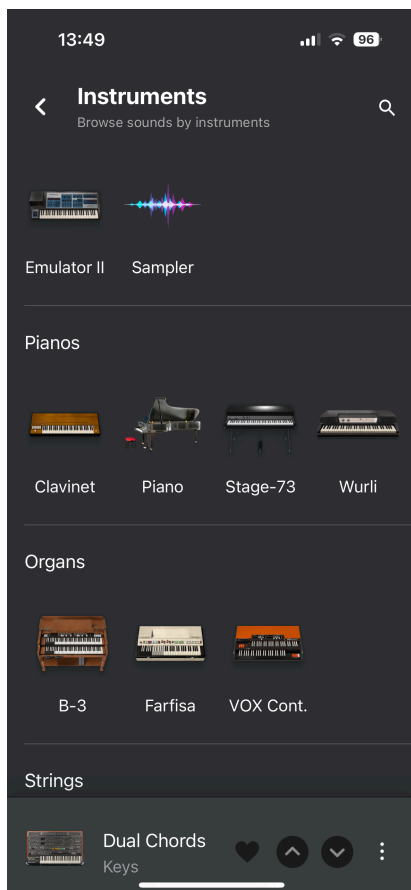 13:49
96
Instruments
Browse sounds by instruments
Emulator II Sampler
Pianos
Clavinet Piano Stage-73 Wurli
Organs
B-3 Farfisa VOX Cont.
Strings
Dual Chords
Keys